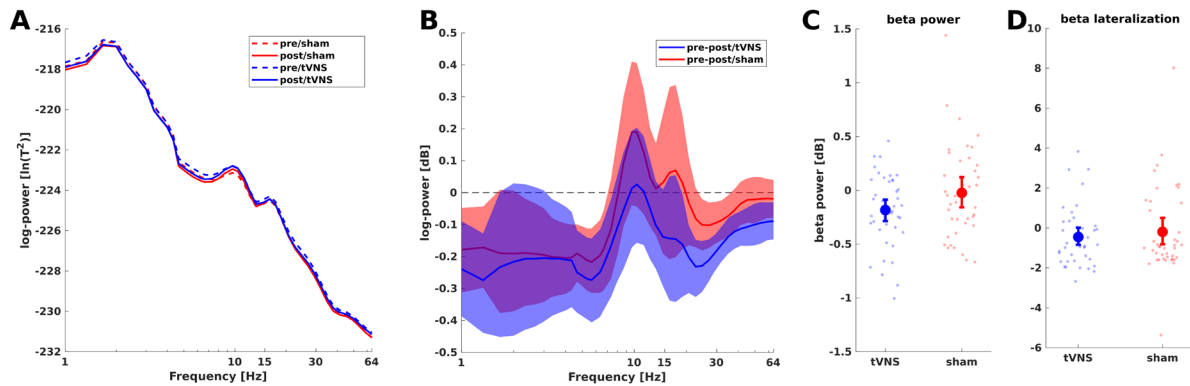 A
-216
-218
-220
-222
-224
-226
-228
-230
-232
log-power [ln(T²)]
1
2
5
10
15
30
64
Frequency [Hz]
pre/sham
post/sham
pre/tVNS
post/tVNS
B
0.5
0.4
0.3
0.2
0.1
0
-0.1
-0.2
-0.3
-0.4
-0.5
log-power [dB]
1
2
5
10
15
30
64
Frequency [Hz]
pre-post/tVNS
pre-post/sham
C
beta power
1.5
1
0.5
0
-0.5
-1
-1.5
beta power [dB]
tVNS
sham
D
beta lateralization
10
8
6
4
2
0
-2
-4
-6
tVNS
sham